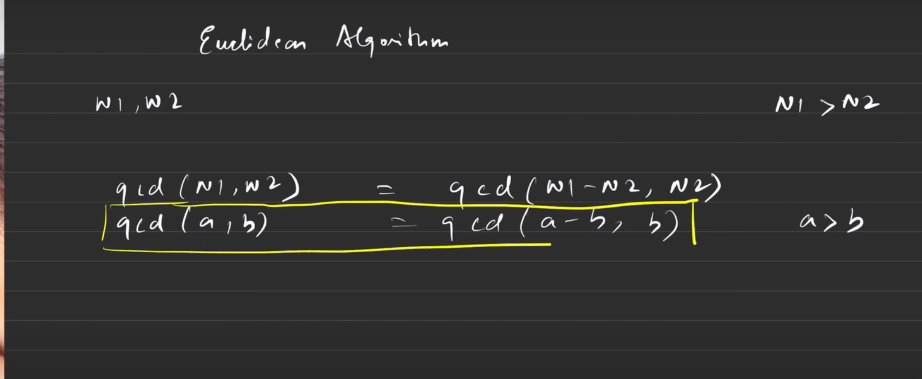 Euclidean Algorithm
N1, N2 N1 > N2
gcd (N1, N2) = gcd (N1-N2, N2)
gcd (a, b) = gcd (a-b, b) a>b